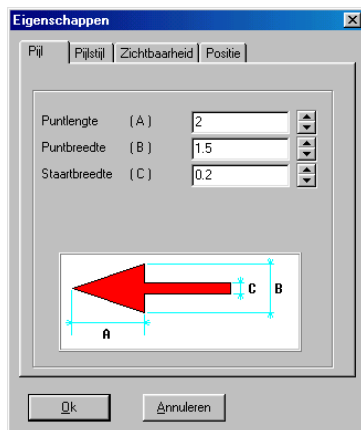 Eigenschappen
Pijl Pijlstijl Zichtbaarheid Positie
Puntlengte (A) 2
Puntbreedte (B) 1.5
Staartbreedte (C) 0.2
C B
A
Ok Annuleren